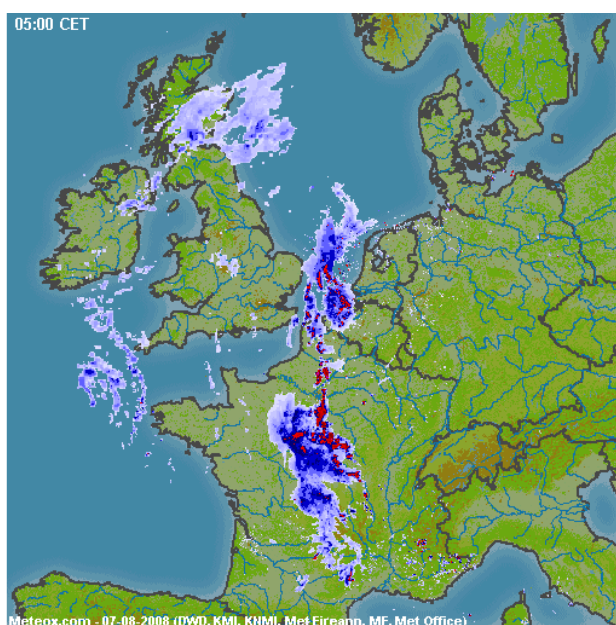 05:00 CET
Meteox.com - 07-08-2008 (DWD, KMI, KNMI, Met Eireann, MF, Met Office)